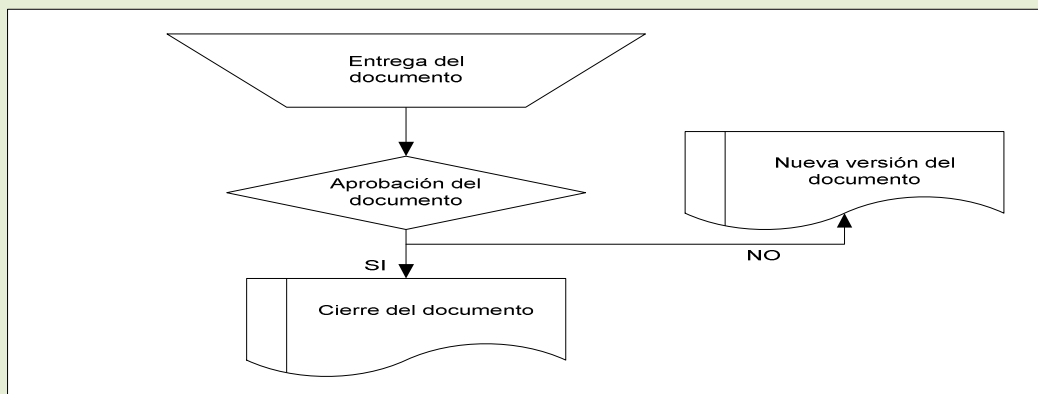 Entrega del
documento
Aprobación del
documento
Nueva versión del
documento
SI
NO
Cierre del documento